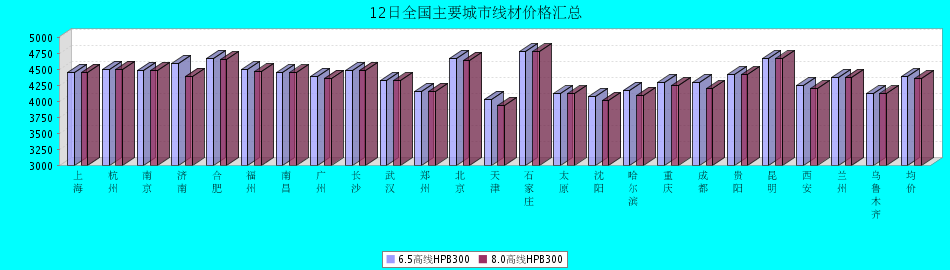 12日全国主要城市线材价格汇总
5000
4750
4500
4250
4000
3750
3500
3250
3000
上海
杭州
南京
济南
合肥
福州
南昌
广州
长沙
武汉
郑州
北京
天津
石家庄
太原
沈阳
哈尔滨
重庆
成都
贵阳
昆明
西安
兰州
乌鲁木齐
均价
6.5高线HPB300
8.0高线HPB300